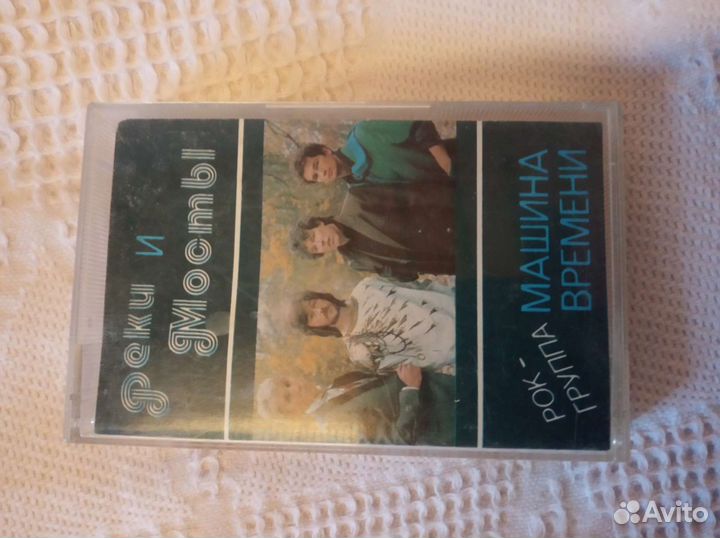 Реки и
Мосты
РОК-
ГРУППА
МАШИНА
ВРЕМЕНИ
Avito